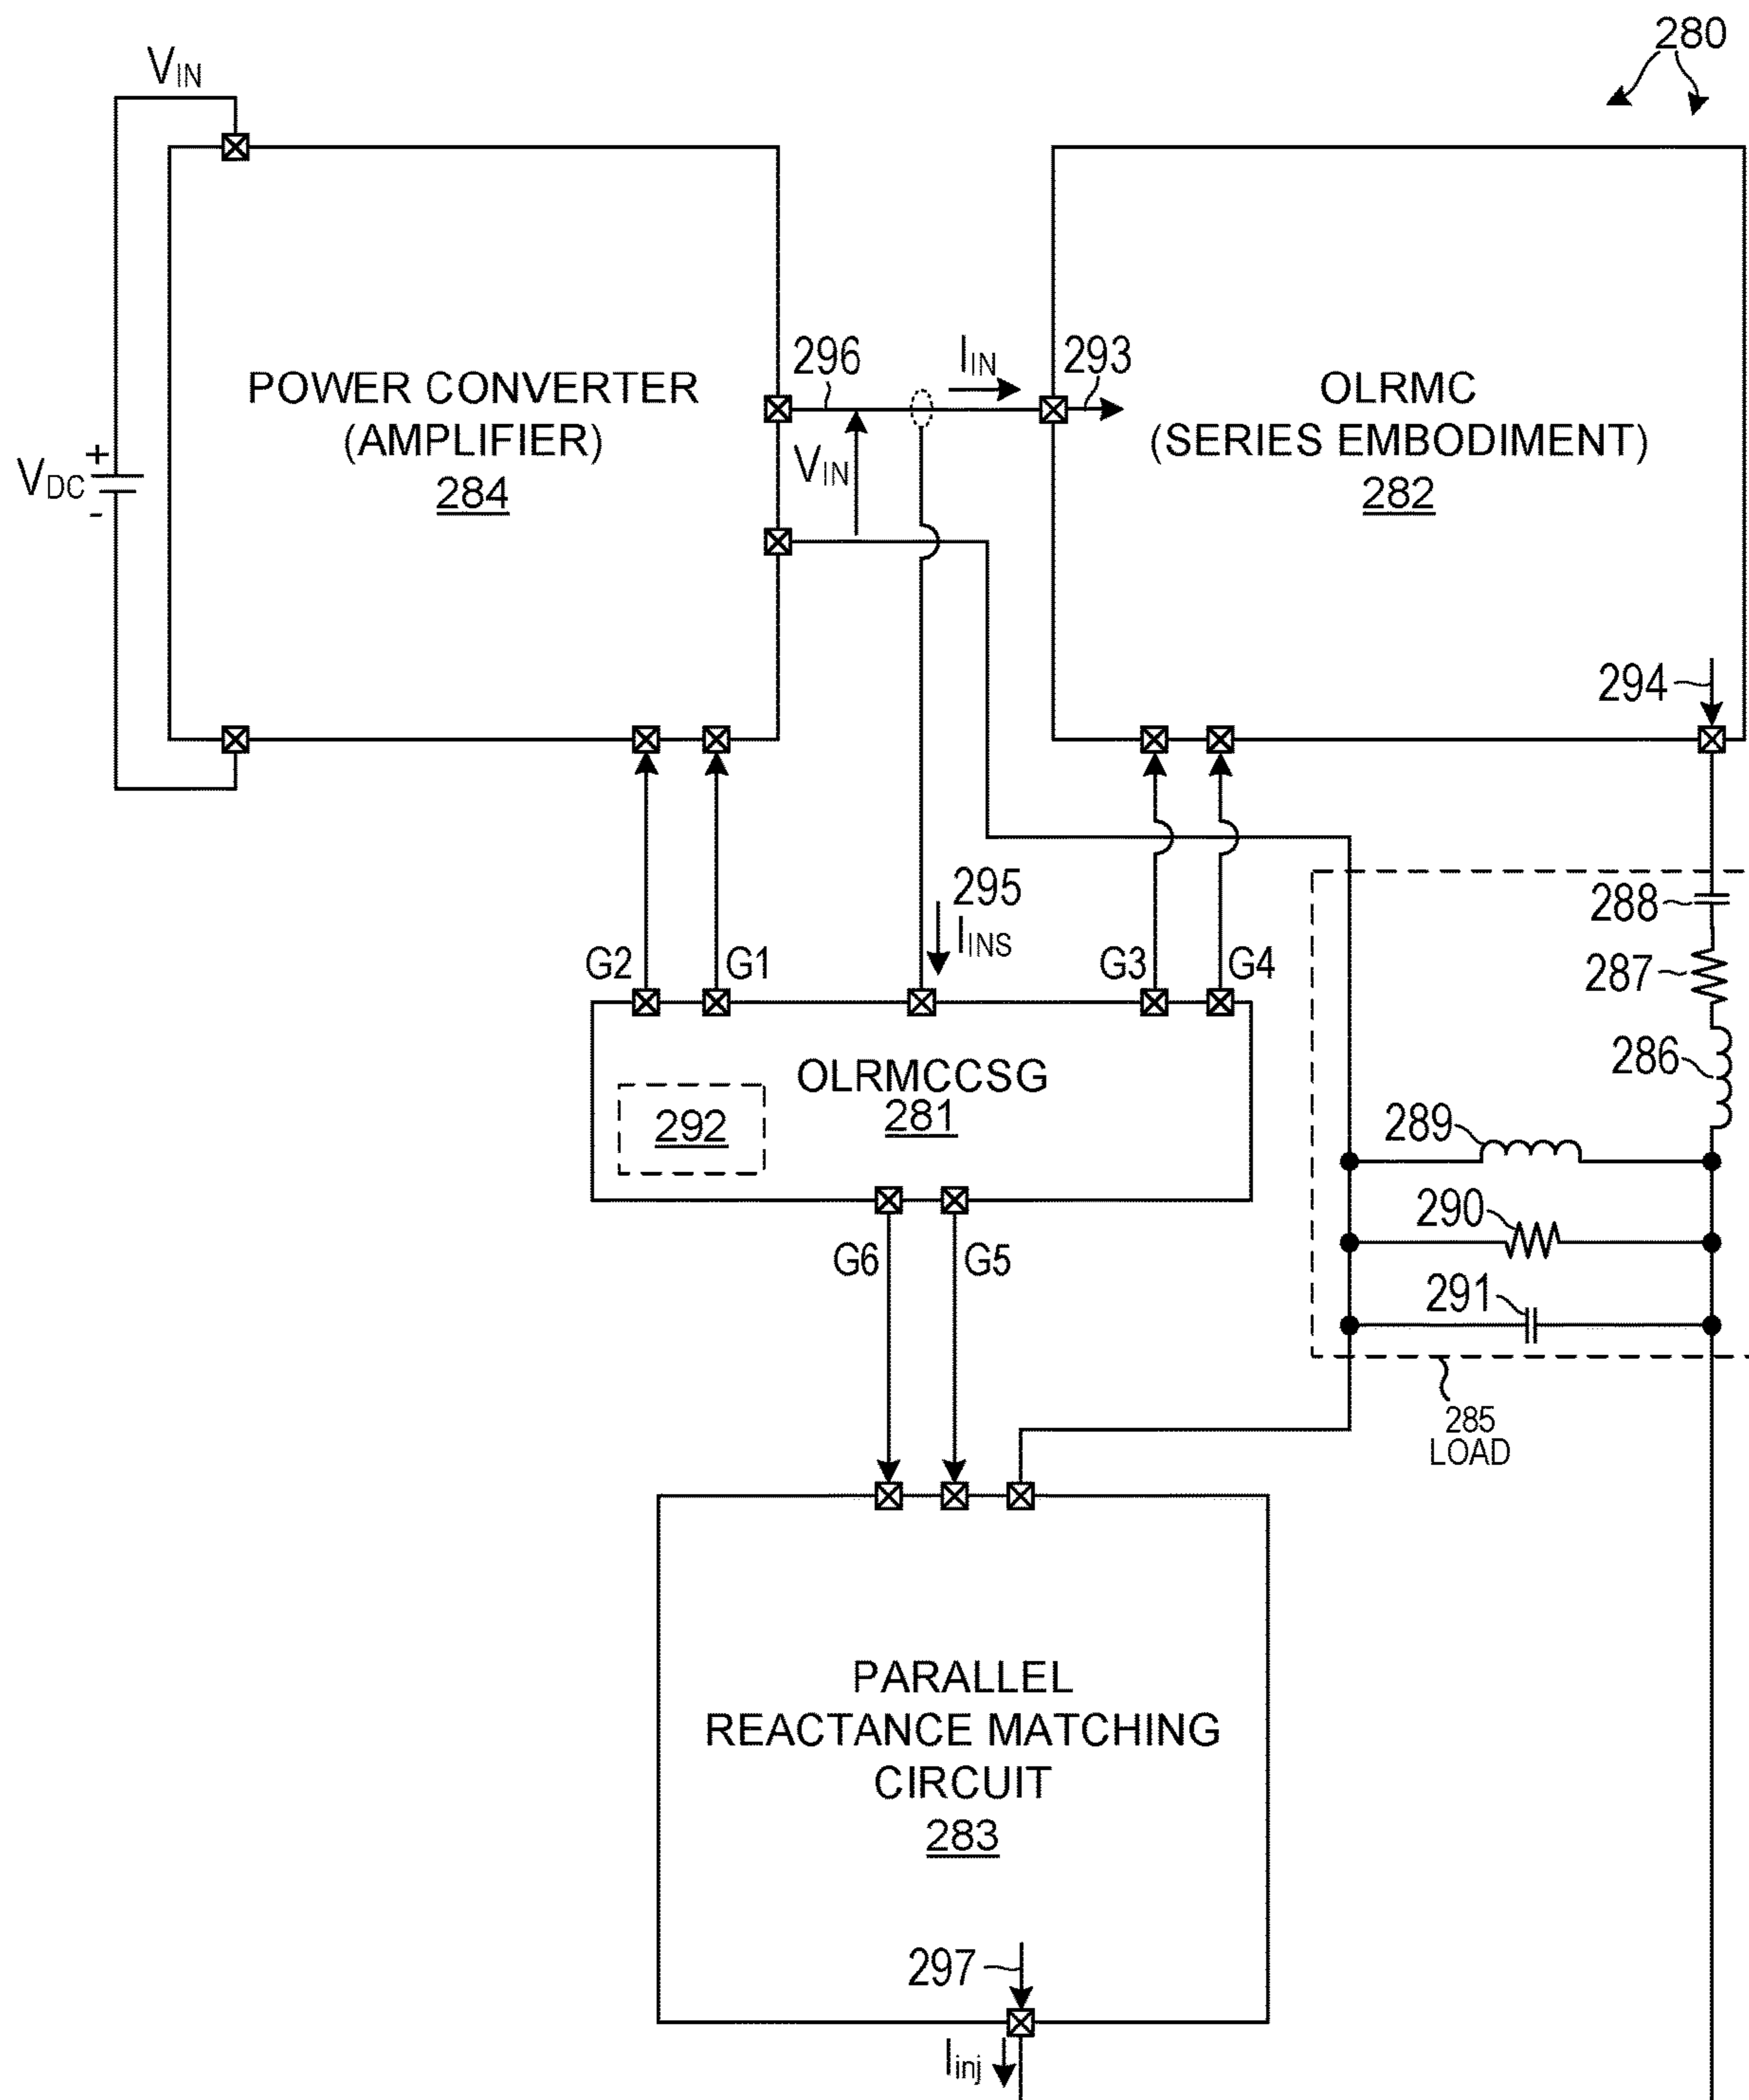 280
VIN
POWER CONVERTER
(AMPLIFIER)
284
VDC
+
-
296
IIN
293
VIN
OLRMC
(SERIES EMBODIMENT)
282
294
295
IINS
G2
G1
G3
G4
288
287
286
OLRMCCSG
281
292
289
290
291
G6
G5
285
LOAD
PARALLEL
REACTANCE MATCHING
CIRCUIT
283
297
Iinj